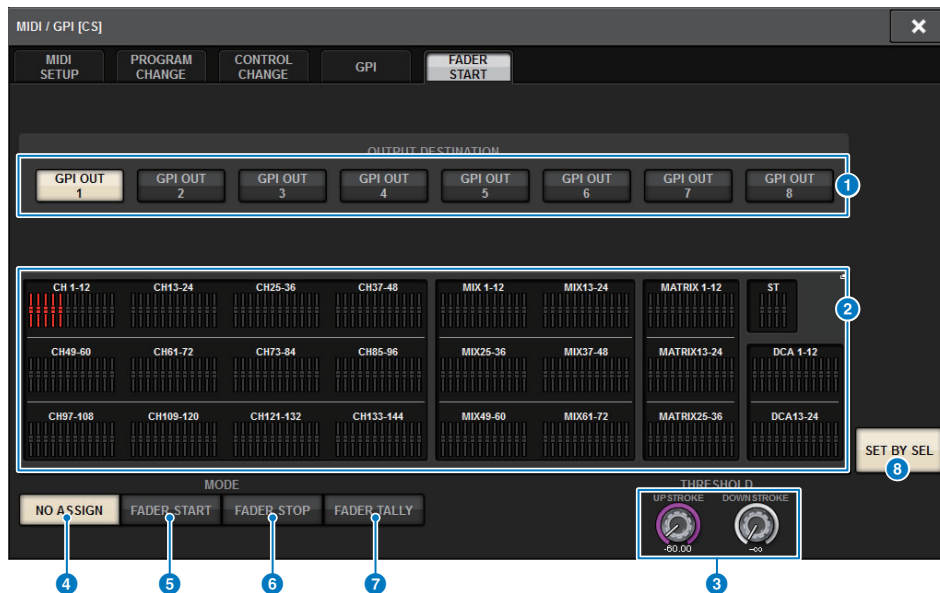 MIDI / GPI [CS]
MIDI SETUP
PROGRAM CHANGE
CONTROL CHANGE
GPI
FADER START
OUTPUT DESTINATION
GPI OUT 1
GPI OUT 2
GPI OUT 3
GPI OUT 4
GPI OUT 5
GPI OUT 6
GPI OUT 7
GPI OUT 8
1
CH 1-12
CH13-24
CH25-36
CH37-48
MIX 1-12
MIX13-24
MATRIX 1-12
ST
2
CH49-60
CH61-72
CH73-84
CH85-96
MIX25-36
MIX37-48
MATRIX13-24
DCA 1-12
CH97-108
CH109-120
CH121-132
CH133-144
MIX49-60
MIX61-72
MATRIX25-36
DCA13-24
SET BY SEL
8
MODE
THRESHOLD
NO ASSIGN
FADER START
FADER STOP
FADER TALLY
UPSTROKE
DOWNSTROKE
-60.00
-∞
4
5
6
7
3